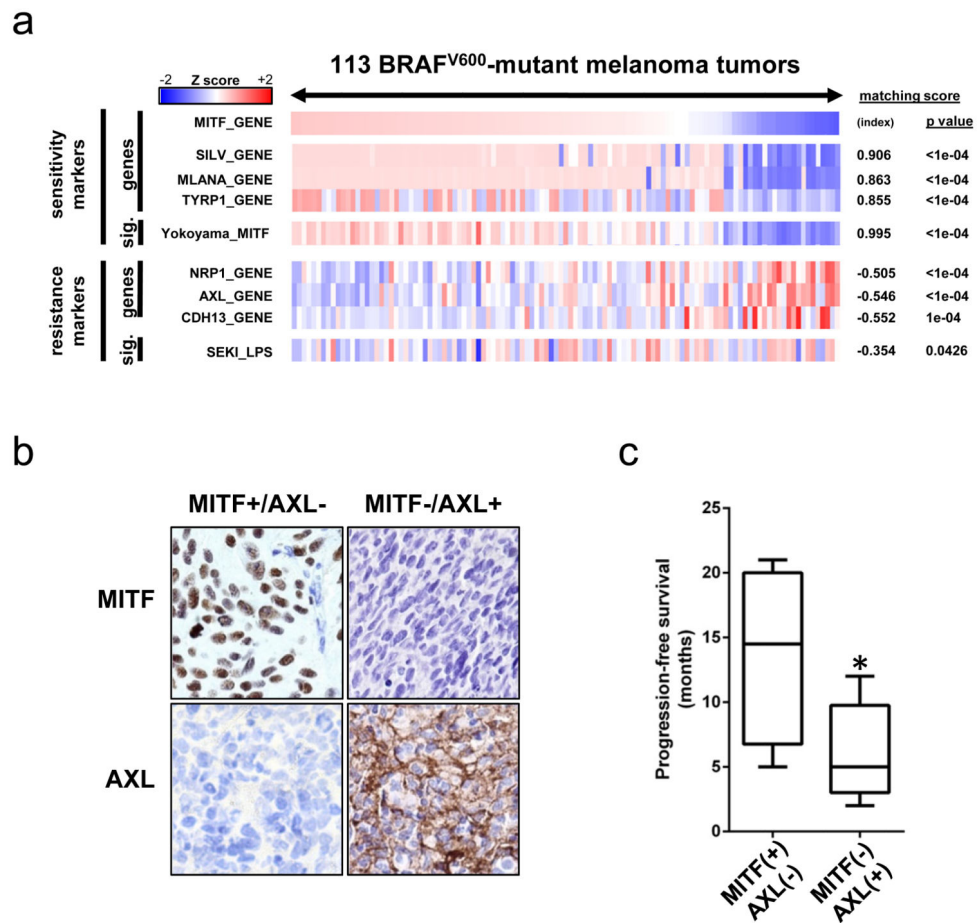 a
113 BRAFV600-mutant melanoma tumors
-2 Z score +2
matching score
sensitivity markers
genes
MITF_GENE (index) p value
SILV_GENE 0.906 <1e-04
MLANA_GENE 0.863 <1e-04
TYRP1_GENE 0.855 <1e-04
sig.
Yokoyama_MITF 0.995 <1e-04
resistance markers
genes
NRP1_GENE -0.505 <1e-04
AXL_GENE -0.546 <1e-04
CDH13_GENE -0.552 1e-04
sig.
SEKI_LPS -0.354 0.0426
b
MITF+/AXL- MITF-/AXL+
MITF
AXL
c
Progression-free survival
(months)
25
20
15
10
5
0
*
MITF(+)
AXL(-)
MITF(-)
AXL(+)